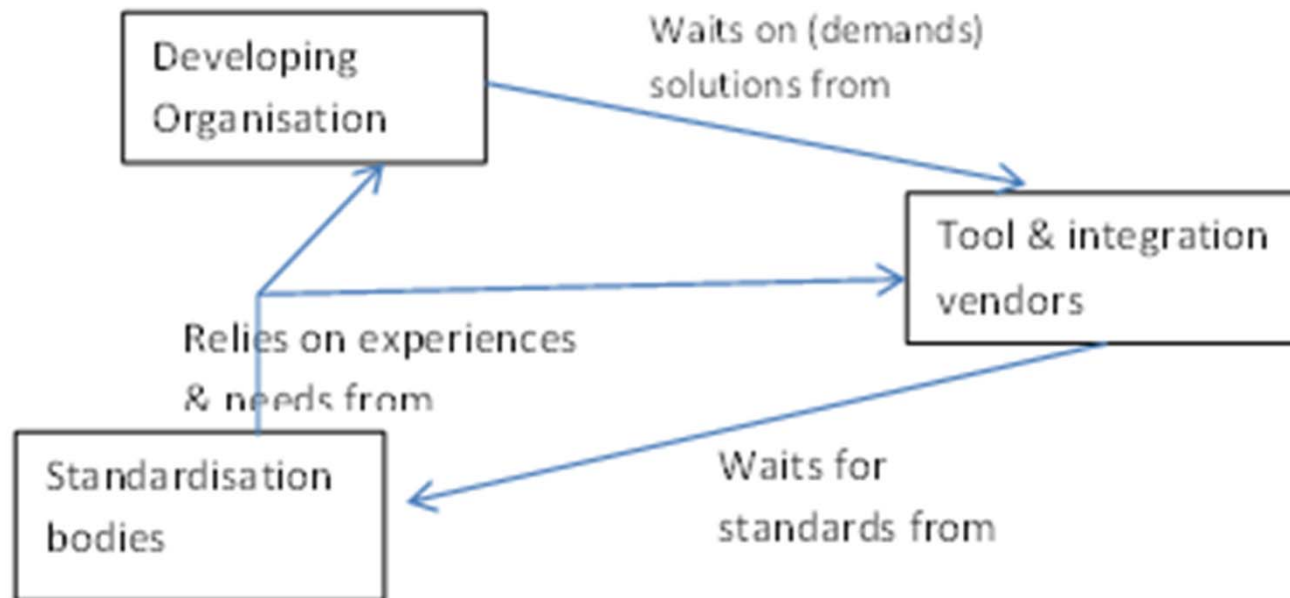 Developing
Organisation
Waits on (demands)
solutions from
Tool & integration
vendors
Relies on experiences
& needs from
Standardisation
bodies
Waits for
standards from